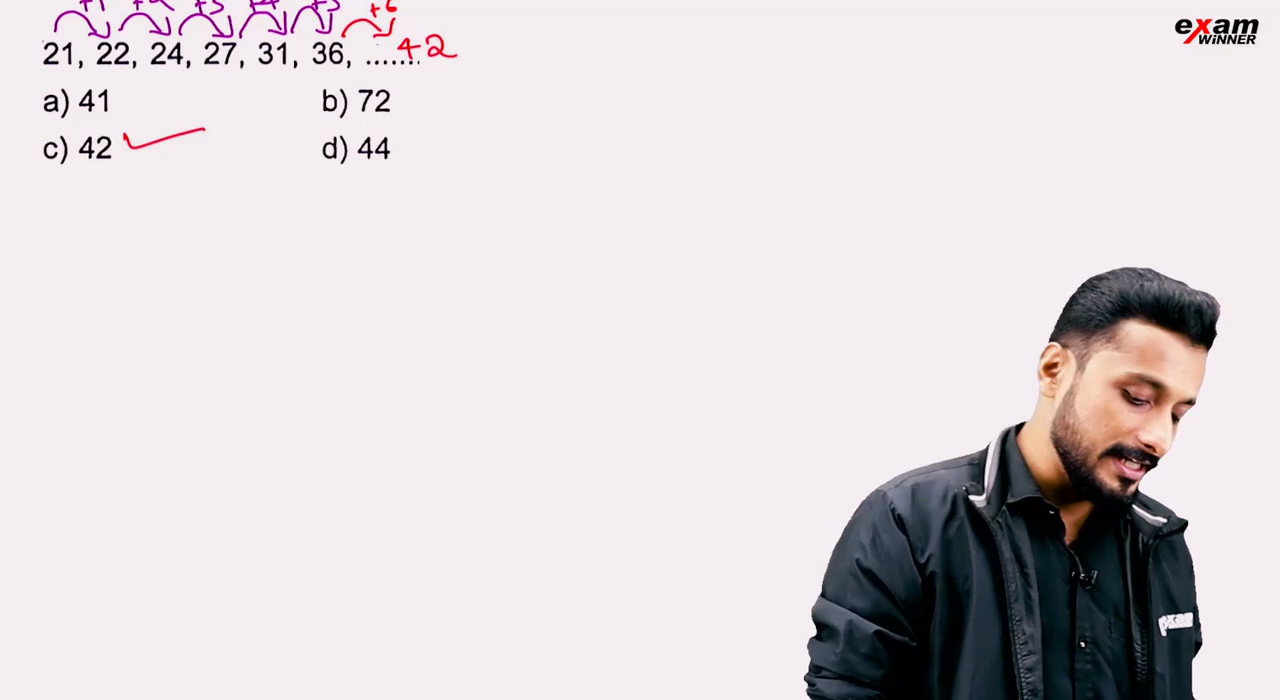 +1 +2 +3 +4 +5 +6
exam
WiNNER
21, 22, 24, 27, 31, 36, ....... 42
a) 41 b) 72
c) 42 d) 44
exam